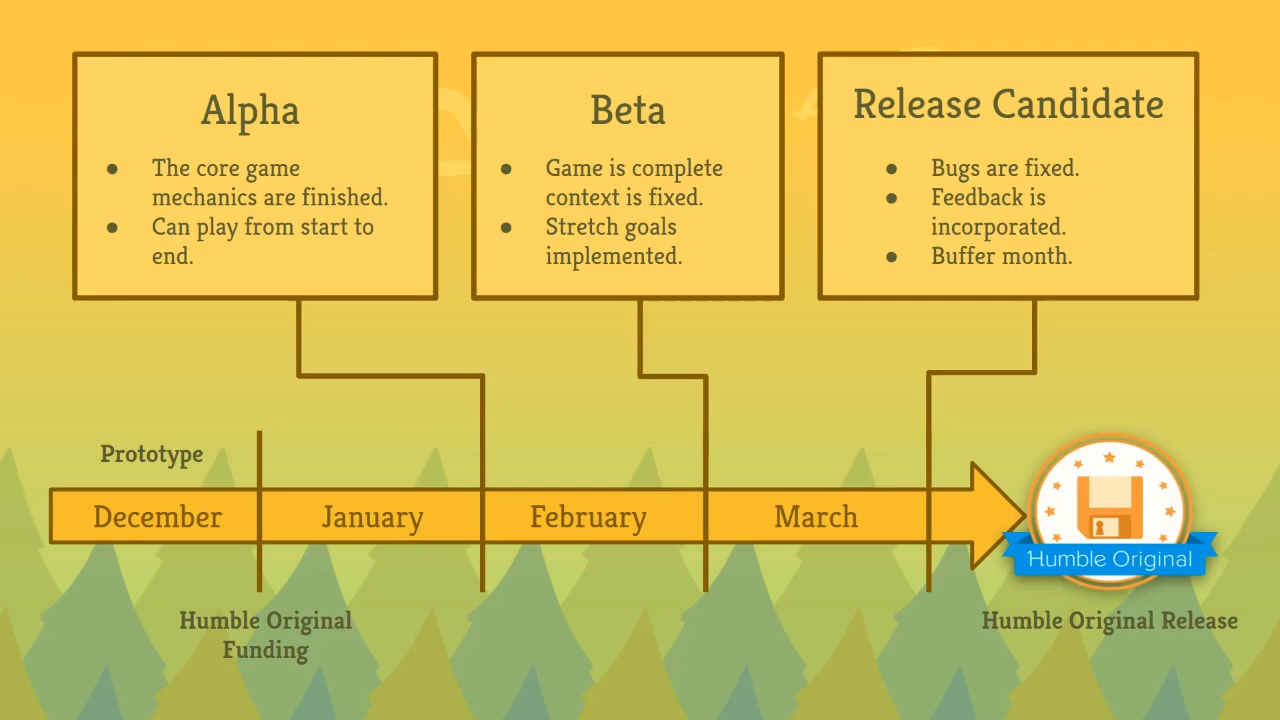 Alpha
● The core game
mechanics are finished.
● Can play from start to
end.
Beta
● Game is complete
context is fixed.
● Stretch goals
implemented.
Release Candidate
● Bugs are fixed.
● Feedback is
incorporated.
● Buffer month.
Prototype
December
January
February
March
Humble Original
Humble Original
Funding
Humble Original Release